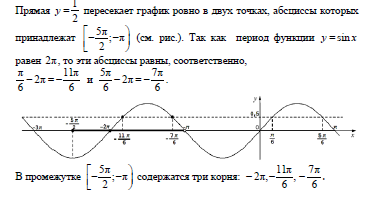 Прямая y = 1/2 пересекает график ровно в двух точках, абсциссы которых
принадлежат [-5π/2; -π) (см. рис.). Так как период функции y = sin x
равен 2π, то эти абсциссы равны, соответственно,
π/6 - 2π = -11π/6 и 5π/6 - 2π = -7π/6.
y
0,5
-3π -5π/2 -2π -11π/6 -7π/6 -π 0 π/6 5π/6 x
В промежутке [-5π/2; -π) содержатся три корня: -2π, -11π/6, -7π/6.